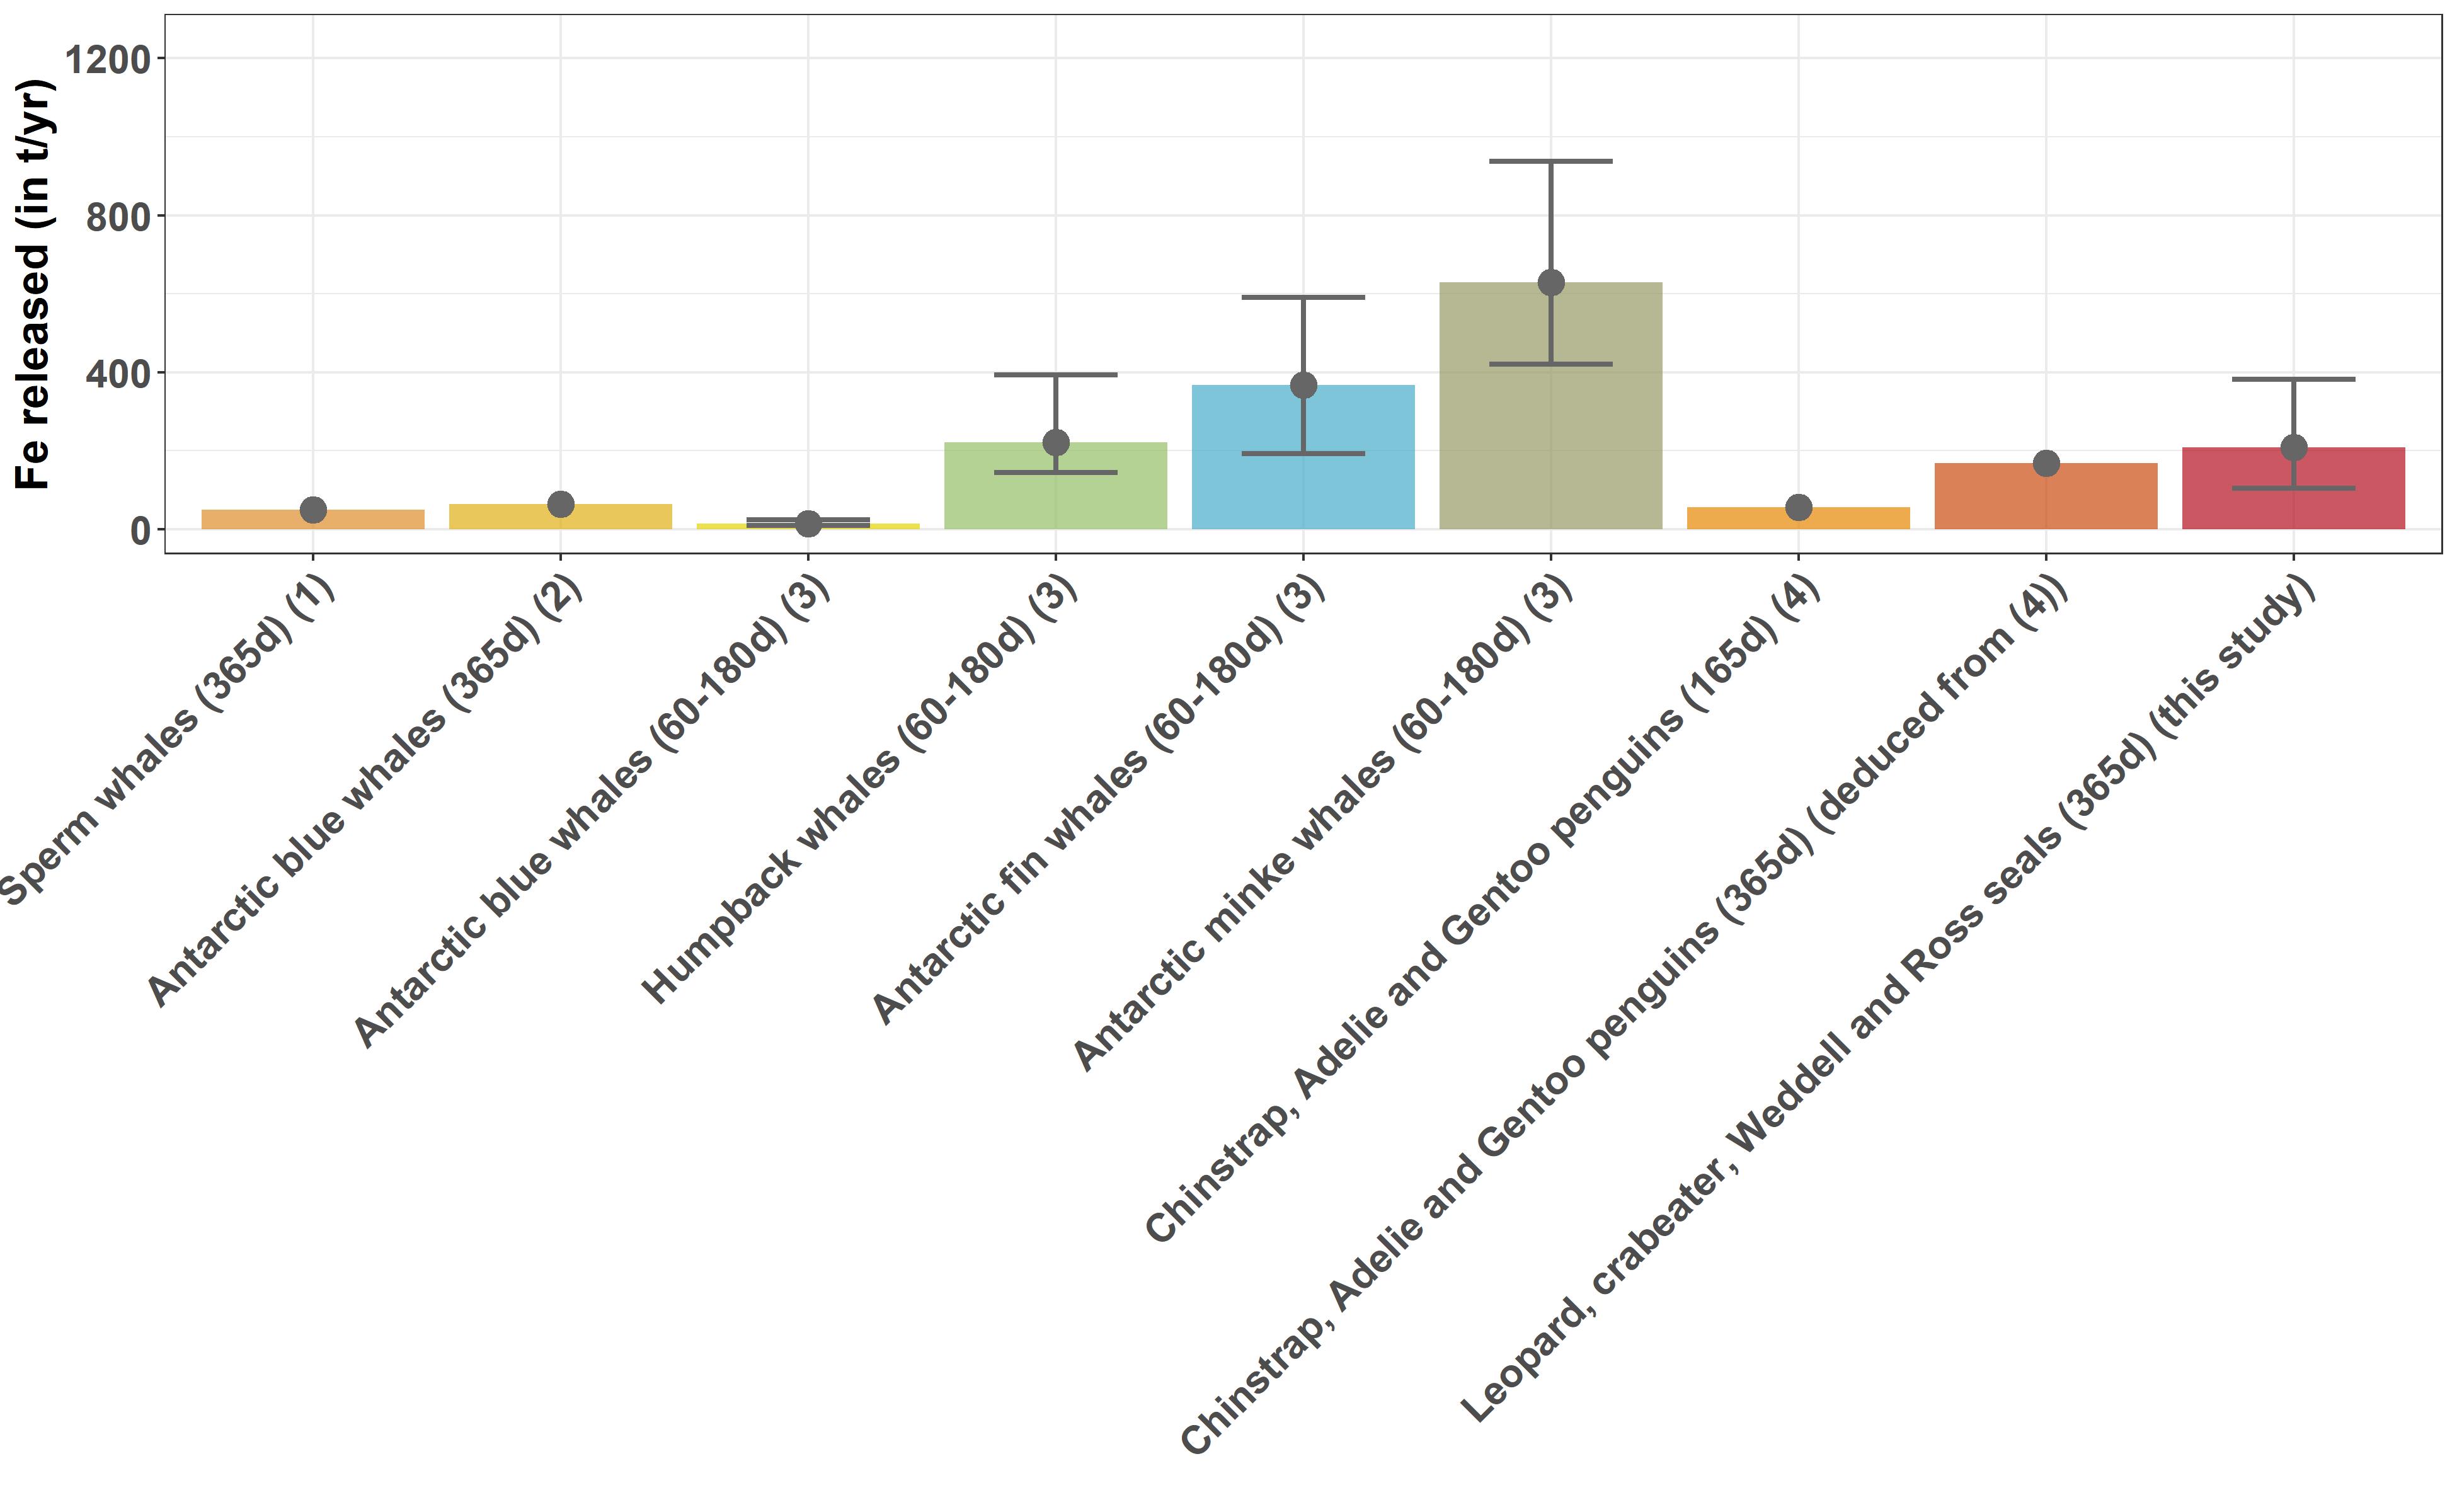 Fe released (in t/yr)
1200
800
400
0
Sperm whales (365d) (1)
Antarctic blue whales (365d) (2)
Antarctic blue whales (60-180d) (3)
Humpback whales (60-180d) (3)
Antarctic fin whales (60-180d) (3)
Antarctic minke whales (60-180d) (3)
Chinstrap, Adelie and Gentoo penguins (165d) (4)
Chinstrap, Adelie and Gentoo penguins (365d) (deduced from (4))
Leopard, crabeater, Weddell and Ross seals (365d) (this study)